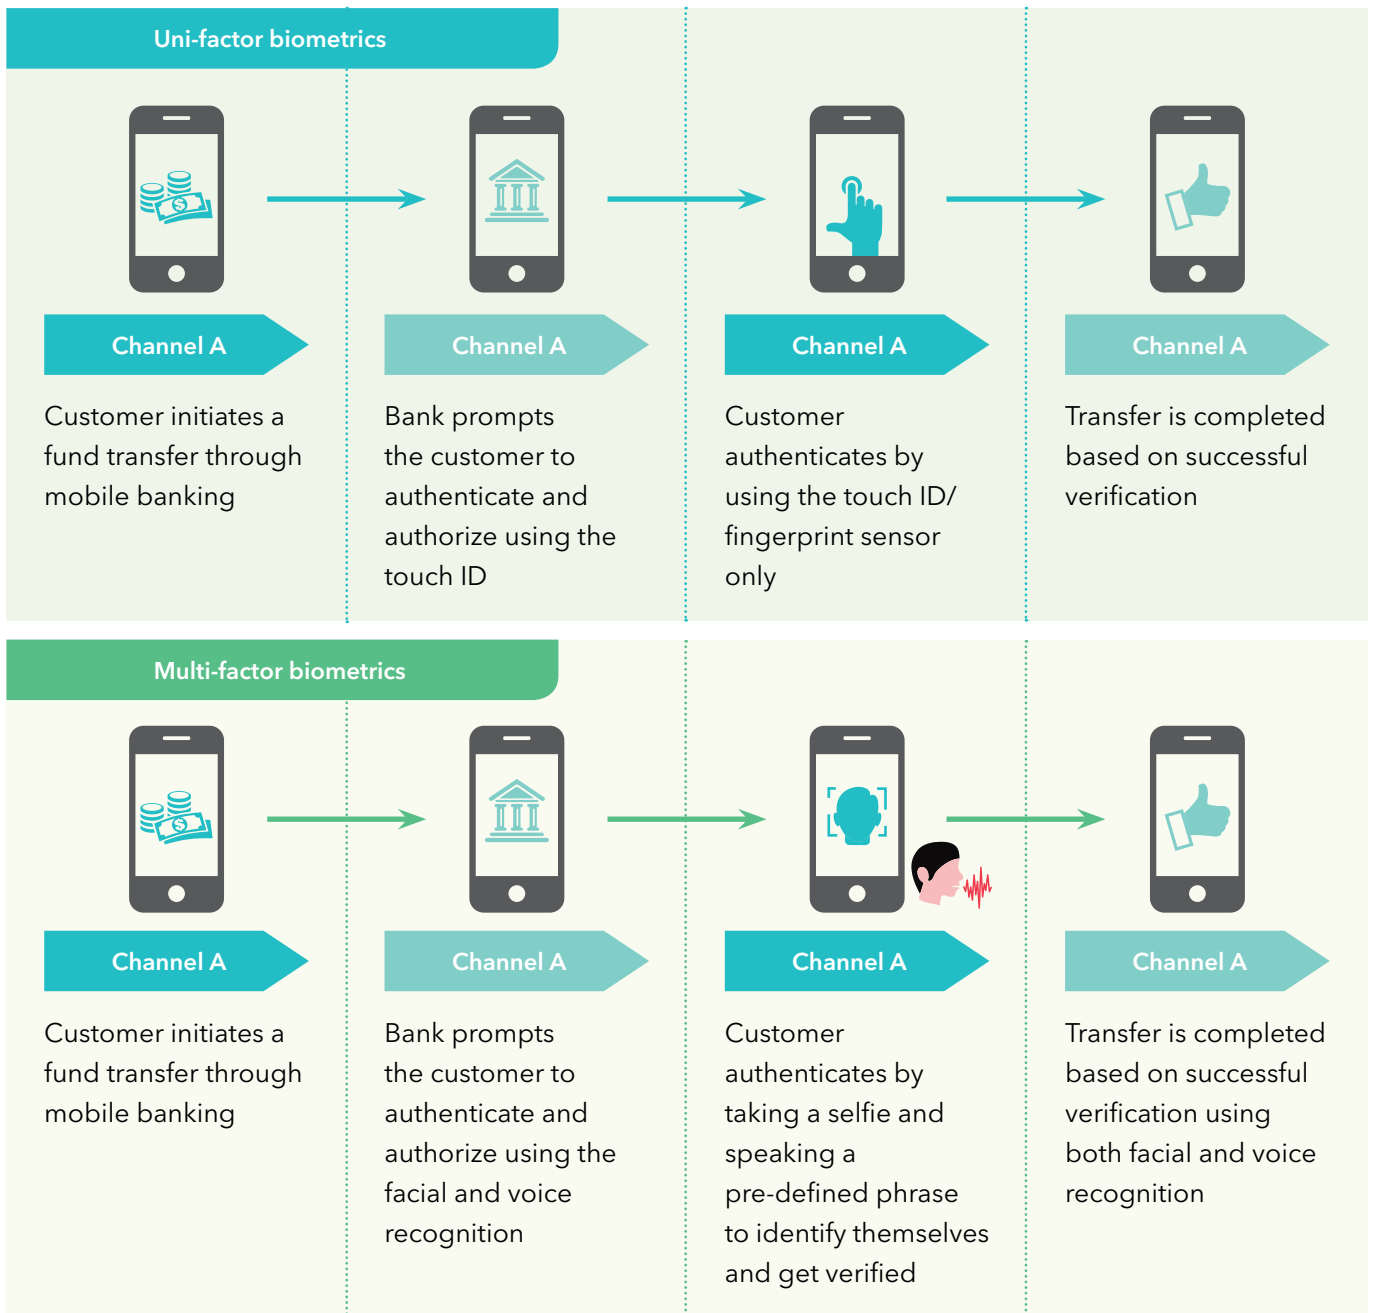 Uni-factor biometrics
Channel A
Customer initiates a
fund transfer through
mobile banking
Channel A
Bank prompts
the customer to
authenticate and
authorize using the
touch ID
Channel A
Customer
authenticates by
using the touch ID/
fingerprint sensor
only
Channel A
Transfer is completed
based on successful
verification
Multi-factor biometrics
Channel A
Customer initiates a
fund transfer through
mobile banking
Channel A
Bank prompts
the customer to
authenticate and
authorize using the
facial and voice
recognition
Channel A
Customer
authenticates by
taking a selfie and
speaking a
pre-defined phrase
to identify themselves
and get verified
Channel A
Transfer is completed
based on successful
verification using
both facial and voice
recognition